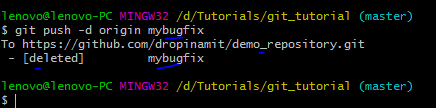 lenovo@lenovo-PC MINGW32 /d/Tutorials/git_tutorial (master)
$ git push -d origin mybugfix
To https://github.com/dropinamit/demo_repository.git
 - [deleted]         mybugfix

lenovo@lenovo-PC MINGW32 /d/Tutorials/git_tutorial (master)
$